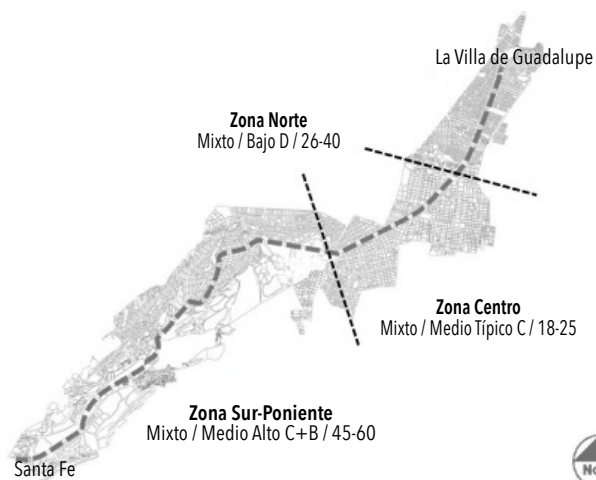 La Villa de Guadalupe
Zona Norte
Mixto / Bajo D / 26-40
Zona Centro
Mixto / Medio Típico C / 18-25
Zona Sur-Poniente
Mixto / Medio Alto C+B / 45-60
Santa Fe